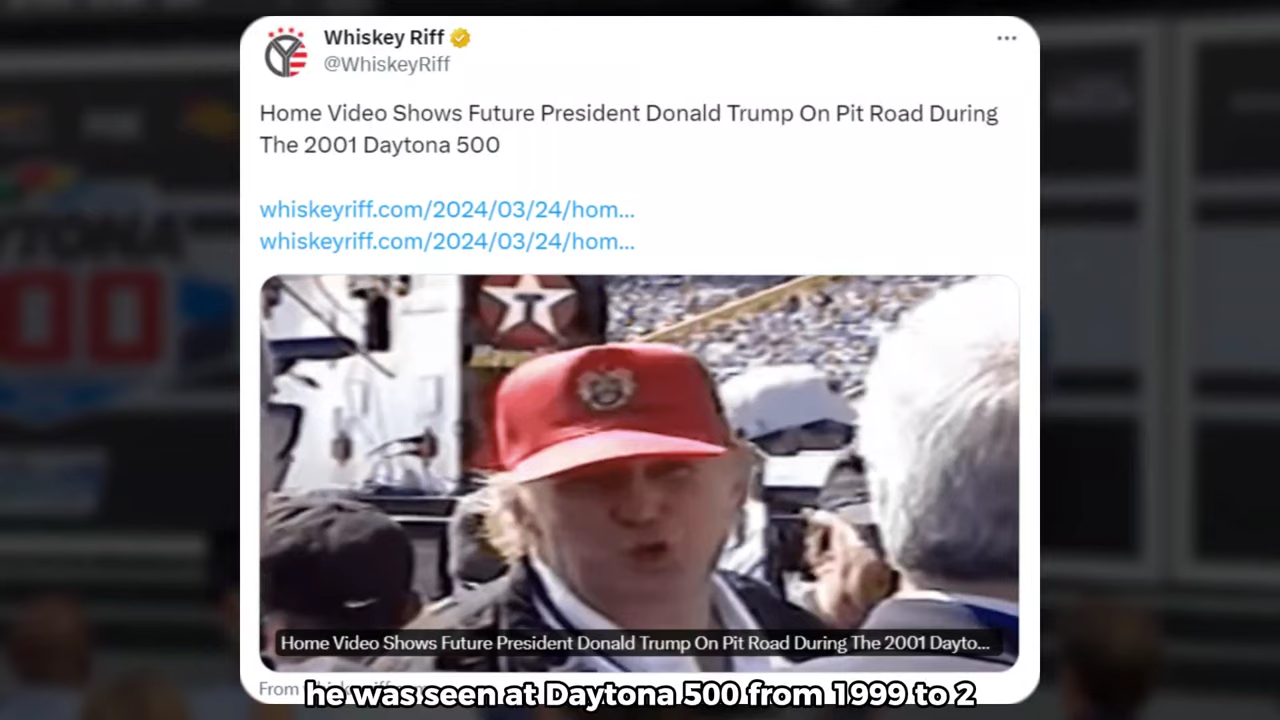 Whiskey Riff
@WhiskeyRiff
Home Video Shows Future President Donald Trump On Pit Road During
The 2001 Daytona 500
whiskeyriff.com/2024/03/24/hom...
whiskeyriff.com/2024/03/24/hom...
T
Home Video Shows Future President Donald Trump On Pit Road During The 2001 Dayto...
From
he was seen at Daytona 500 from 1999 to 2